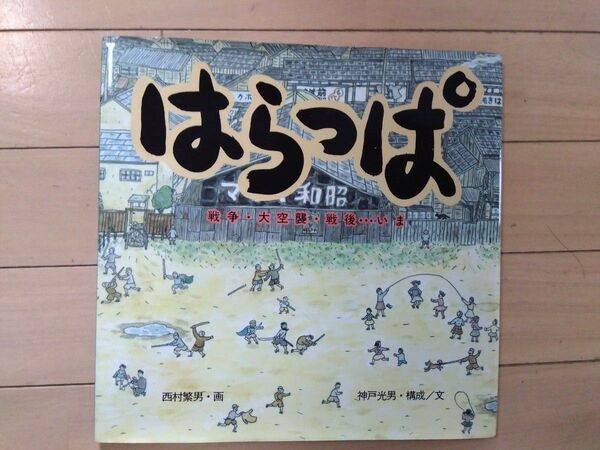 はらっぱ
戦争・大空襲・戦後…いま
西村繁男・画
神戸光男・構成/文